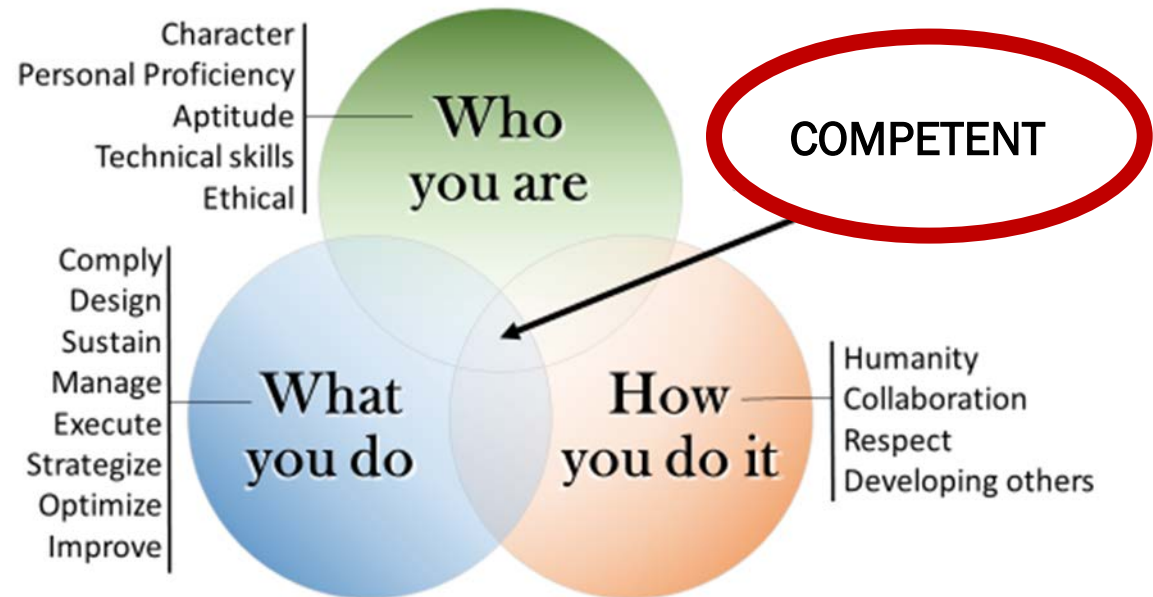 Character
Personal Proficiency
Aptitude
Technical skills
Ethical
Who
you are
COMPETENT
Comply
Design
Sustain
Manage
Execute
Strategize
Optimize
Improve
What
you do
How
you do it
Humanity
Collaboration
Respect
Developing others